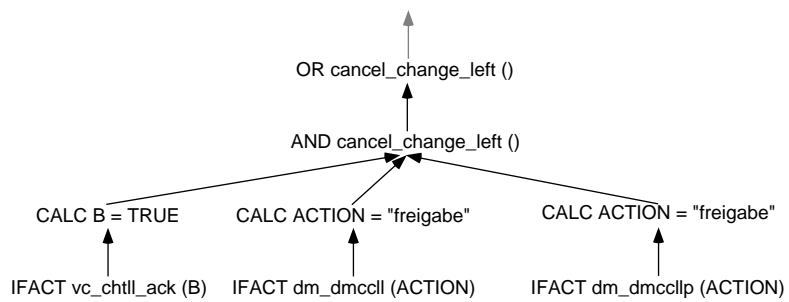 OR cancel_change_left ()
AND cancel_change_left ()
CALC B = TRUE
CALC ACTION = "freigabe"
CALC ACTION = "freigabe"
IFACT vc_chtll_ack (B)
IFACT dm_dmccll (ACTION)
IFACT dm_dmccllp (ACTION)